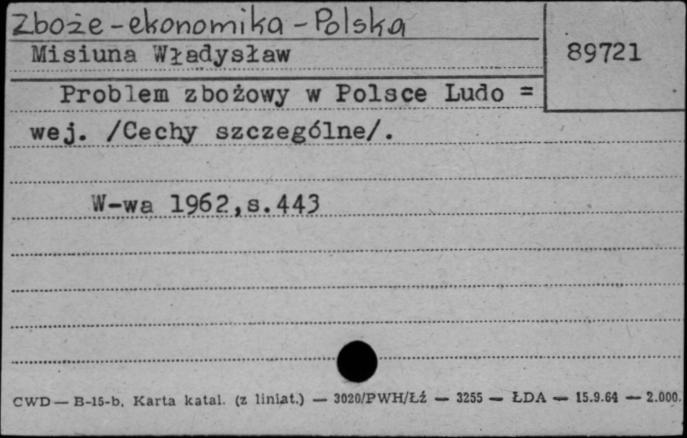 Zboże-ekonomika-Polska
Misiuna Władysław
89721
Problem zbożowy w Polsce Ludo =
wej. /Cechy szczególne/.
W-wa 1962,s.443
CWD — B-15-b, Karta katal. (z liniat.) — 3020/PWH/Łź — 3255 — ŁDA — 15.9.64 — 2.000.